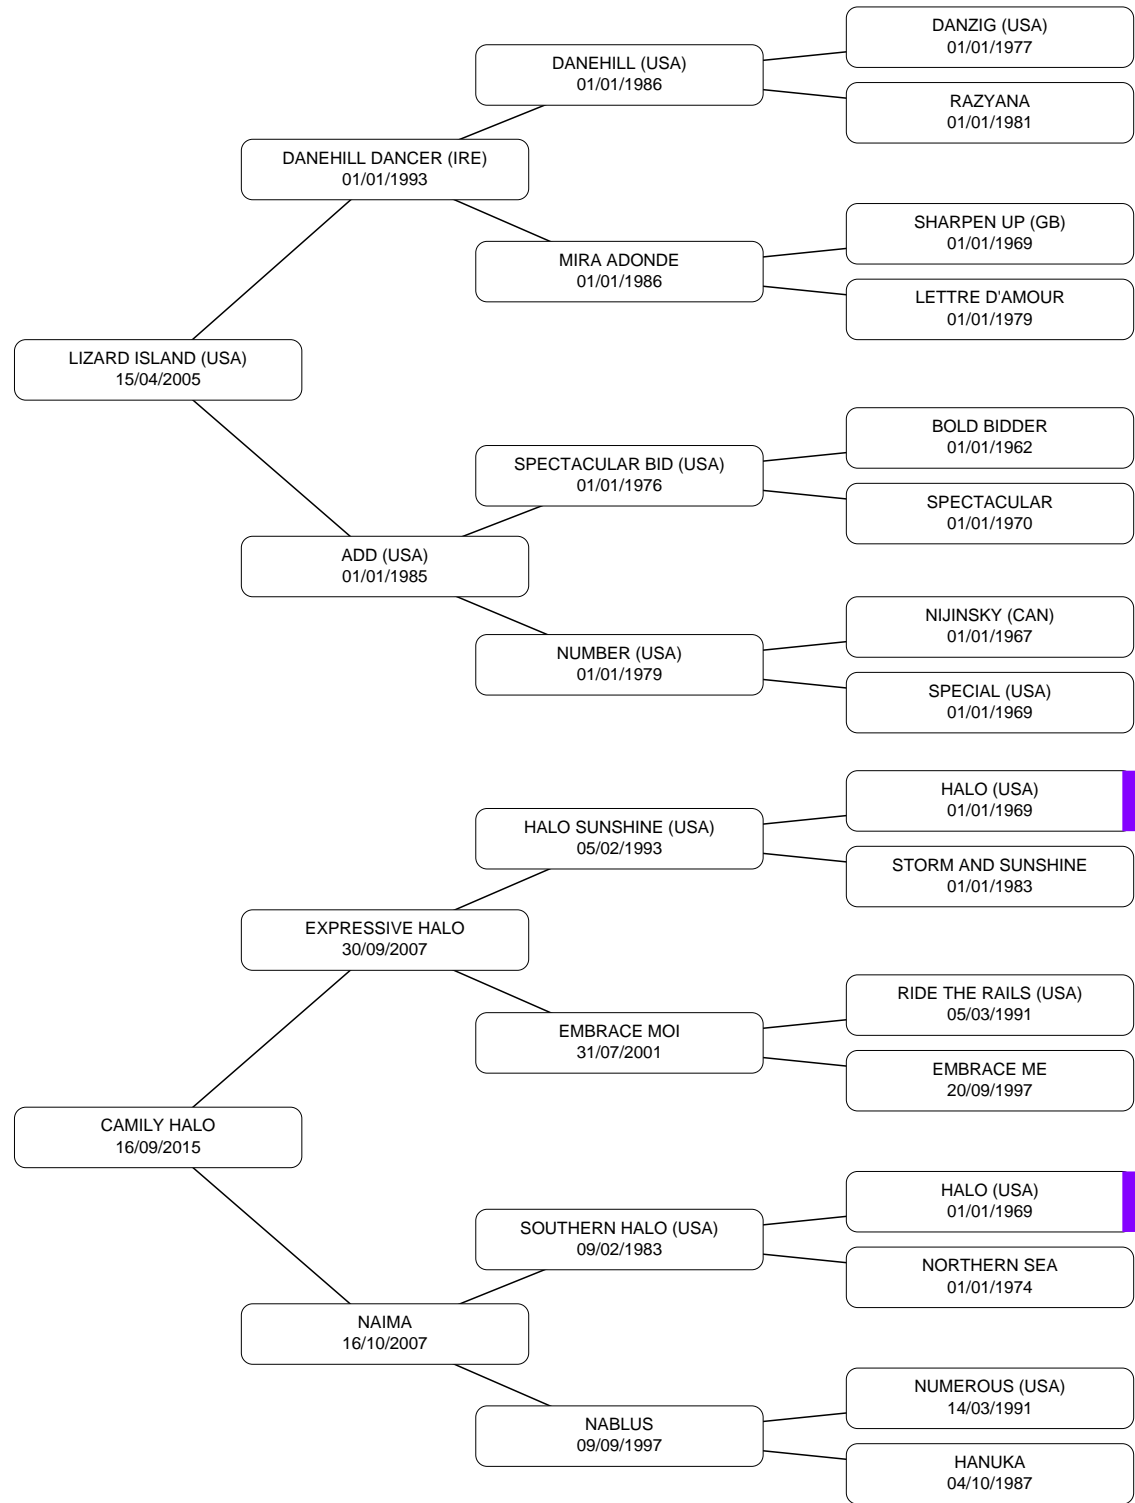 DANZIG (USA)
01/01/1977
DANEHILL (USA)
01/01/1986
RAZYANA
01/01/1981
DANEHILL DANCER (IRE)
01/01/1993
SHARPEN UP (GB)
01/01/1969
MIRA ADONDE
01/01/1986
LETTRE D'AMOUR
01/01/1979
LIZARD ISLAND (USA)
15/04/2005
BOLD BIDDER
01/01/1962
SPECTACULAR BID (USA)
01/01/1976
SPECTACULAR
01/01/1970
ADD (USA)
01/01/1985
NIJINSKY (CAN)
01/01/1967
NUMBER (USA)
01/01/1979
SPECIAL (USA)
01/01/1969
HALO (USA)
01/01/1969
HALO SUNSHINE (USA)
05/02/1993
STORM AND SUNSHINE
01/01/1983
EXPRESSIVE HALO
30/09/2007
RIDE THE RAILS (USA)
05/03/1991
EMBRACE MOI
31/07/2001
EMBRACE ME
20/09/1997
CAMILY HALO
16/09/2015
HALO (USA)
01/01/1969
SOUTHERN HALO (USA)
09/02/1983
NORTHERN SEA
01/01/1974
NAIMA
16/10/2007
NUMEROUS (USA)
14/03/1991
NABLUS
09/09/1997
HANUKA
04/10/1987